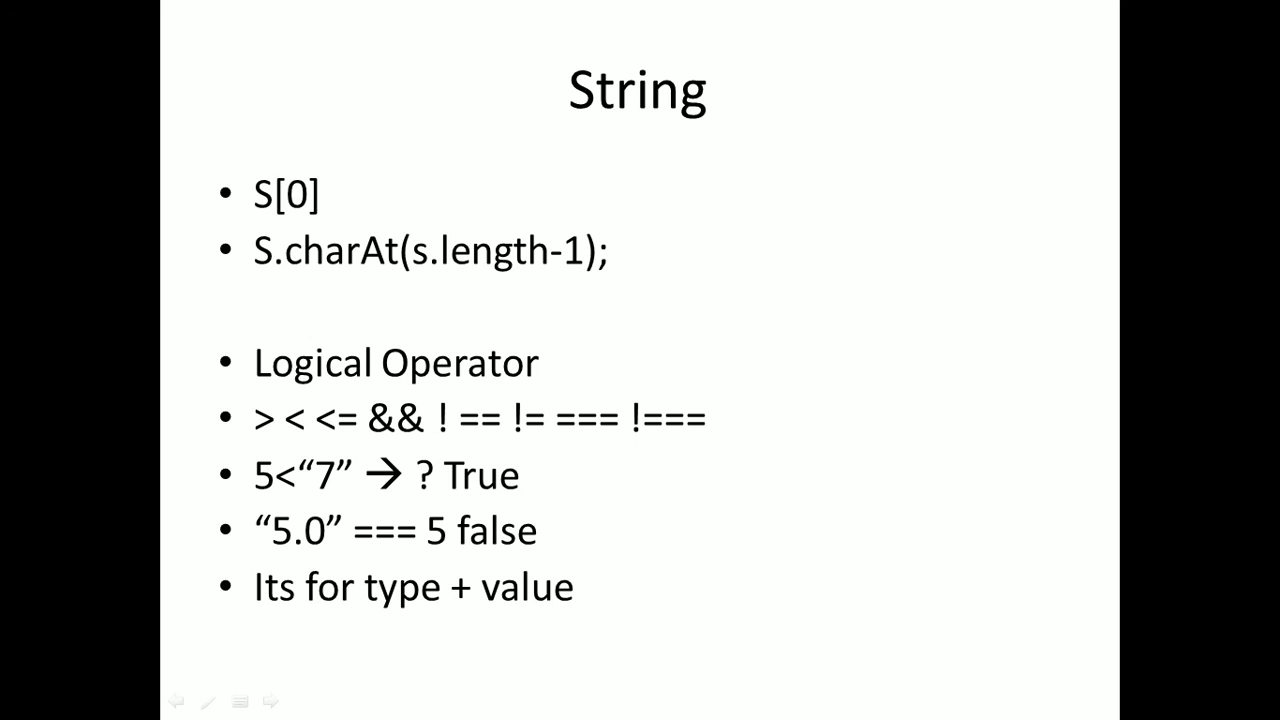 String
• S[0]
• S.charAt(s.length-1);
• Logical Operator
• > < <= && ! == != === !===
• 5<“7” → ? True
• “5.0” === 5 false
• Its for type + value